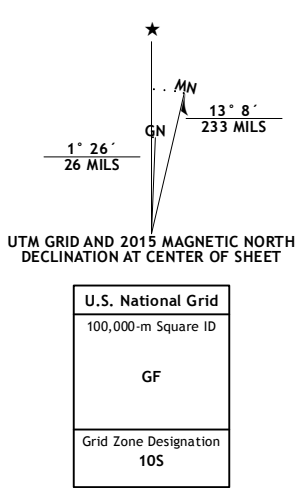 ★
MN
GN
13° 8´
233 MILS
1° 26´
26 MILS
UTM GRID AND 2015 MAGNETIC NORTH
DECLINATION AT CENTER OF SHEET
U.S. National Grid
100,000-m Square ID
GF
Grid Zone Designation
10S